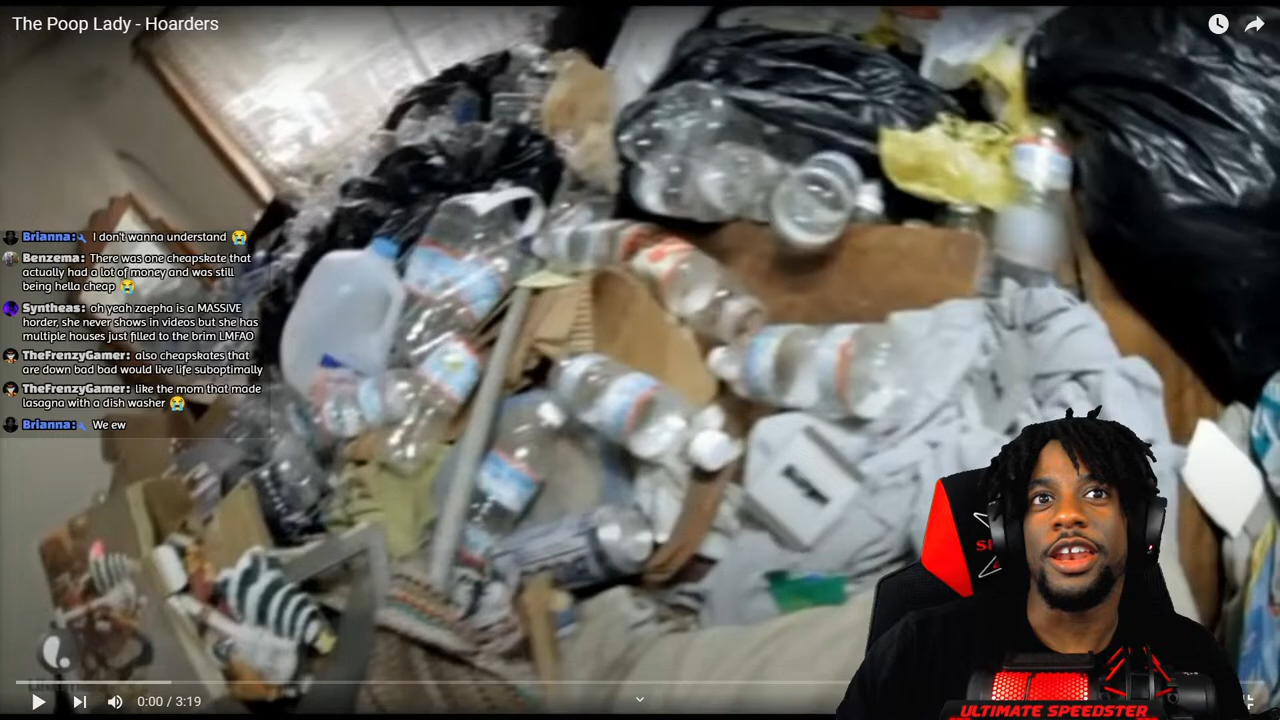 The Poop Lady - Hoarders
Brianna: I don't wanna understand 😭
Benzema: There was one cheapskate that
actually had a lot of money and was still
being hella cheap 😭
Syntheas: oh yeah zaepha is a MASSIVE
horder, she never shows in videos but she has
multiple houses just filled to the brim LMFAO
TheFrenzyGamer: also cheapskates that
are down bad bad would live life suboptimally
TheFrenzyGamer: like the mom that made
lasagna with a dish washer 😭
Brianna: We ew
0:00 / 3:19
ULTIMATE SPEEDSTER